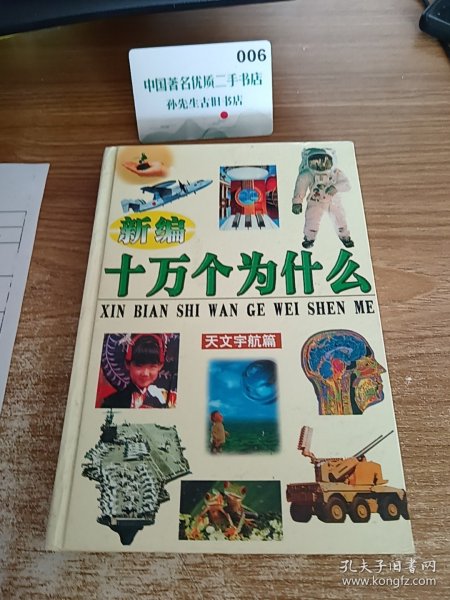 006
中国著名优质二手书店
孙先生古旧书店
新编
十万个为什么
XIN BIAN SHI WAN GE WEI SHEN ME
天文宇航篇
孔夫子旧书网
www.kongfz.com